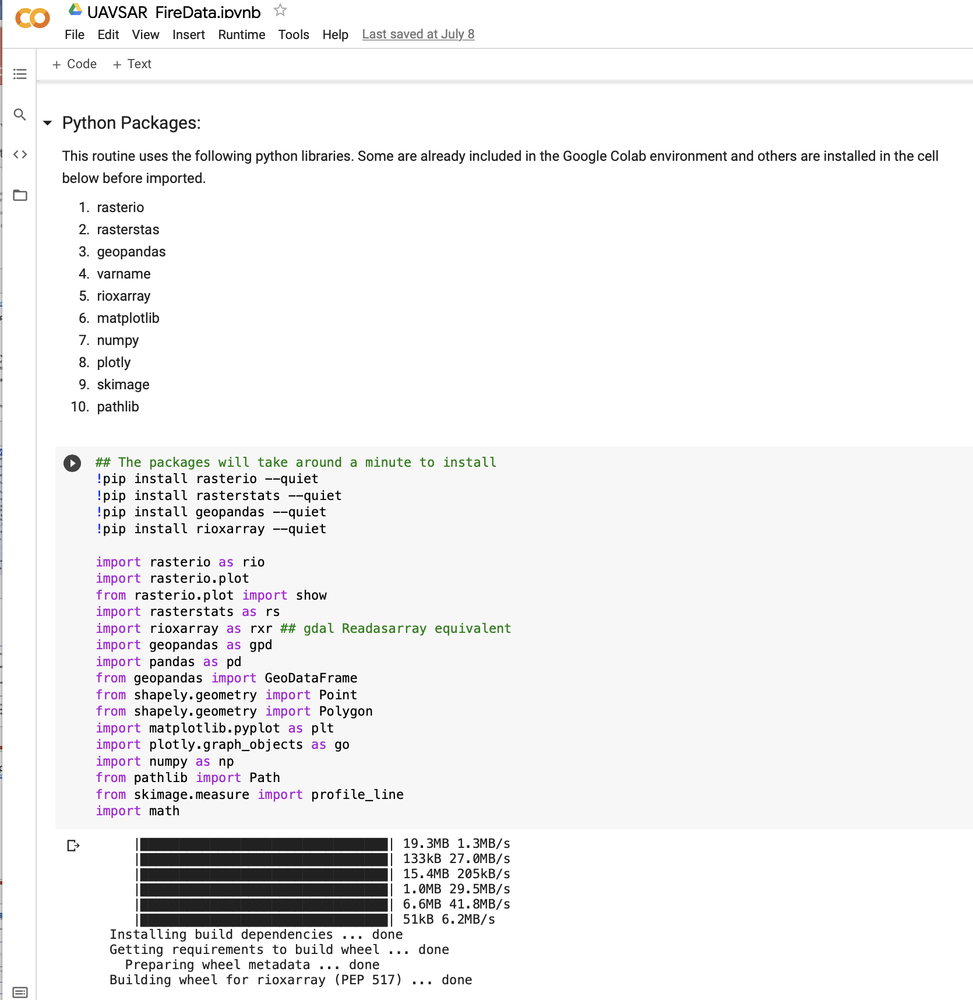 UAVSAR FireData.ipynb
File Edit View Insert Runtime Tools Help Last saved at July 8
+ Code + Text
Python Packages:
This routine uses the following python libraries. Some are already included in the Google Colab environment and others are installed in the cell
below before imported.
1. rasterio
2. rasterstas
3. geopandas
4. varname
5. rioxarray
6. matplotlib
7. numpy
8. plotly
9. skimage
10. pathlib
## The packages will take around a minute to install
!pip install rasterio --quiet
!pip install rasterstats --quiet
!pip install geopandas --quiet
!pip install rioxarray --quiet
import rasterio as rio
import rasterio.plot
from rasterio.plot import show
import rasterstats as rs
import rioxarray as rxr ## gdal Readasarray equivalent
import geopandas as gpd
import pandas as pd
from geopandas import GeoDataFrame
from shapely.geometry import Point
from shapely.geometry import Polygon
import matplotlib.pyplot as plt
import plotly.graph_objects as go
import numpy as np
from pathlib import Path
from skimage.measure import profile_line
import math
19.3MB 1.3MB/s
133kB 27.0MB/s
15.4MB 205kB/s
1.0MB 29.5MB/s
6.6MB 41.8MB/s
51kB 6.2MB/s
Installing build dependencies ... done
Getting requirements to build wheel ... done
Preparing wheel metadata ... done
Building wheel for rioxarray (PEP 517) ... done